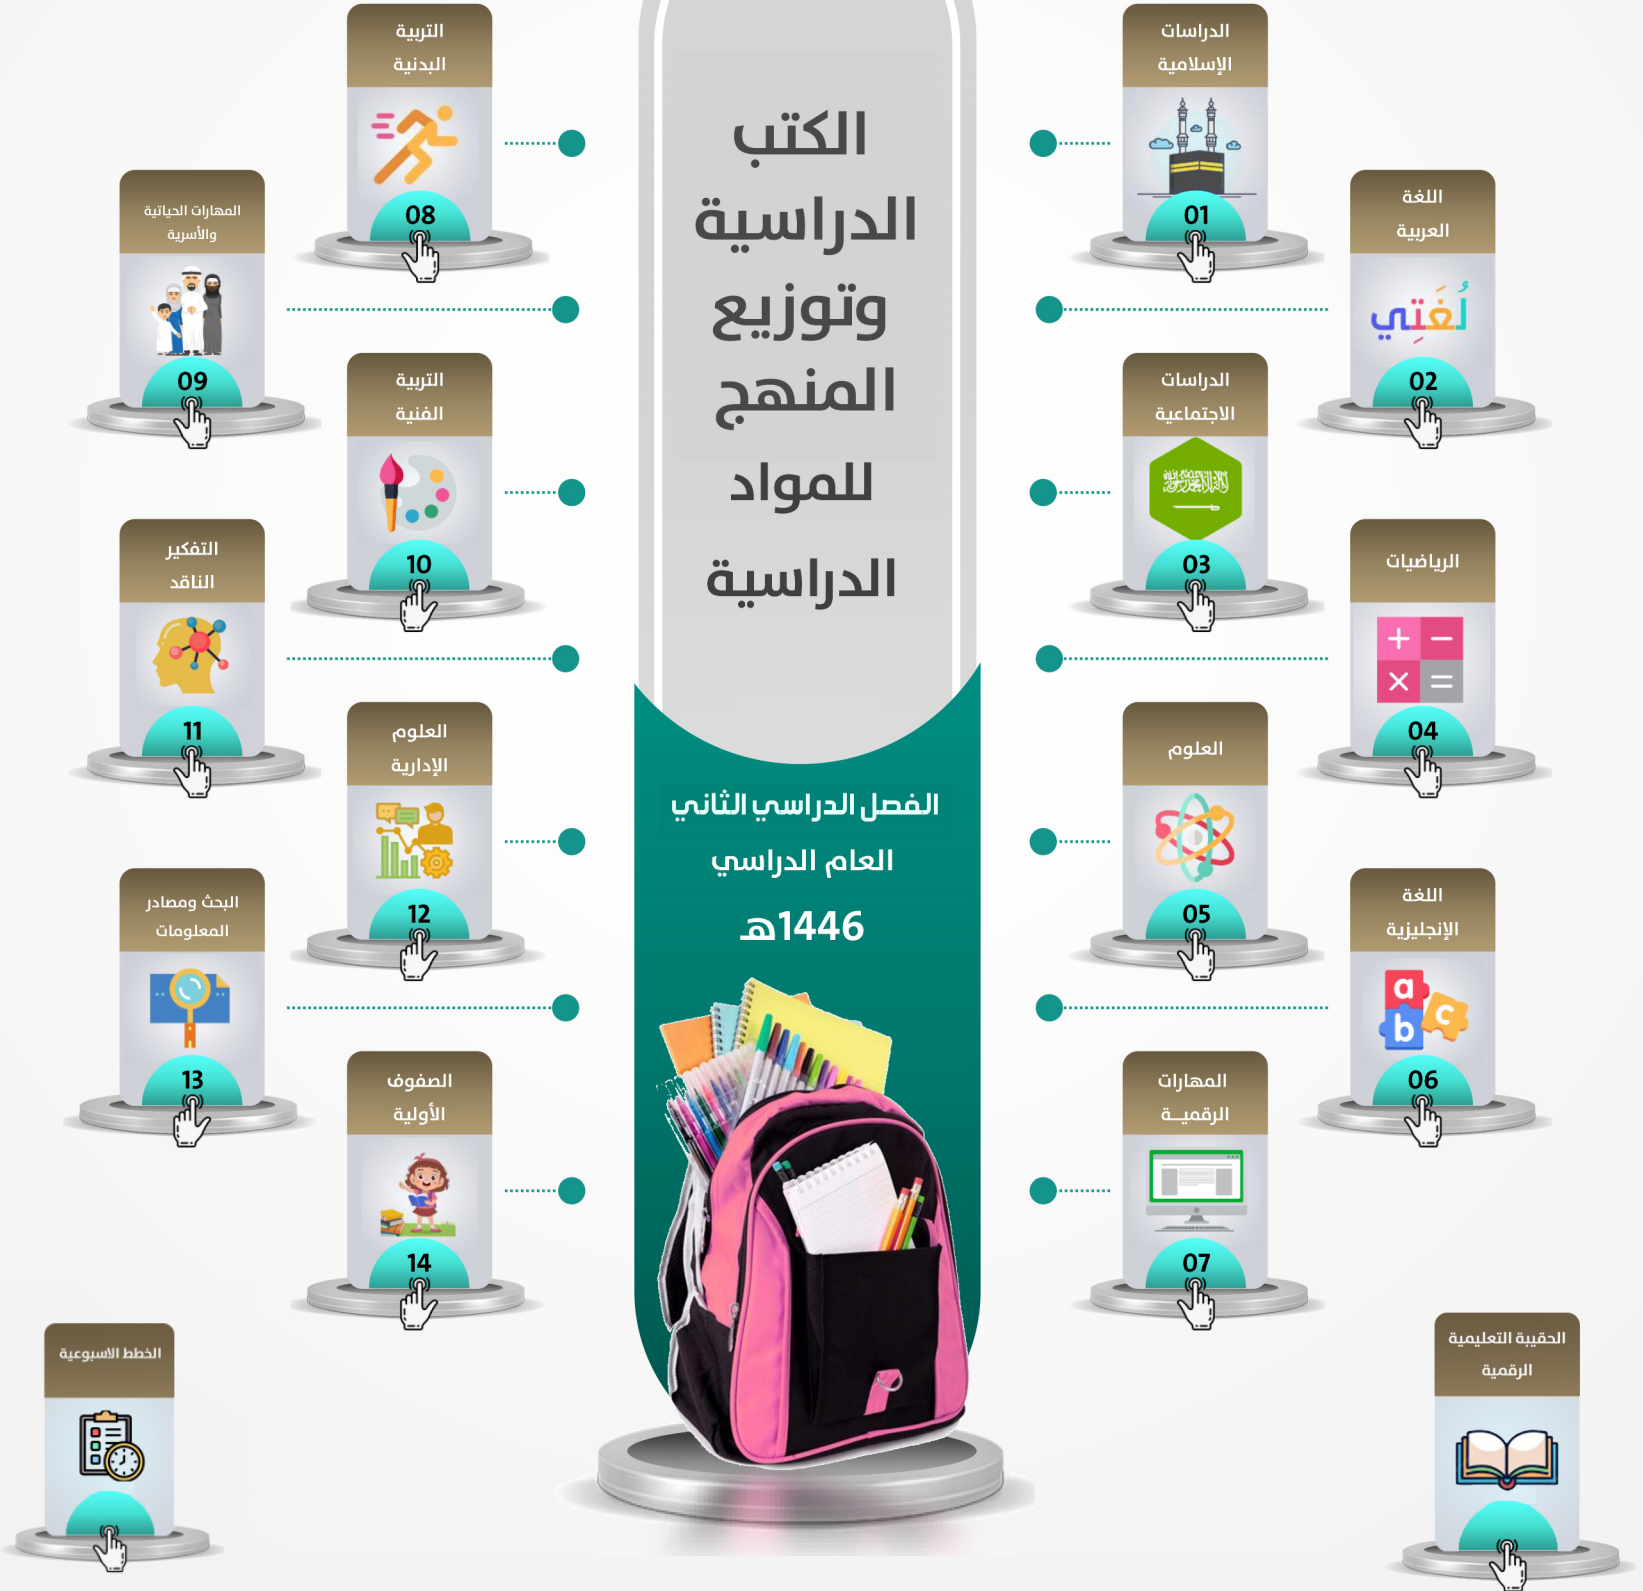 الكتب
الدراسية
وتوزيع
المنهج
للمواد
الدراسية
الفصل الدراسي الثاني
العام الدراسي
1446هـ
الدراسات
الإسلامية
01
اللغة
العربية
لُغَتِي
02
الدراسات
الاجتماعية
03
الرياضيات
+ −
× =
04
العلوم
05
اللغة
الإنجليزية
a
b c
06
المهارات
الرقميــة
07
التربية
البدنية
08
المهارات الحياتية
والأسرية
09
التربية
الفنية
10
التفكير
الناقد
11
العلوم
الإدارية
12
البحث ومصادر
المعلومات
13
الصفوف
الأولية
14
الحقيبة التعليمية
الرقمية
الخطط الاسبوعية